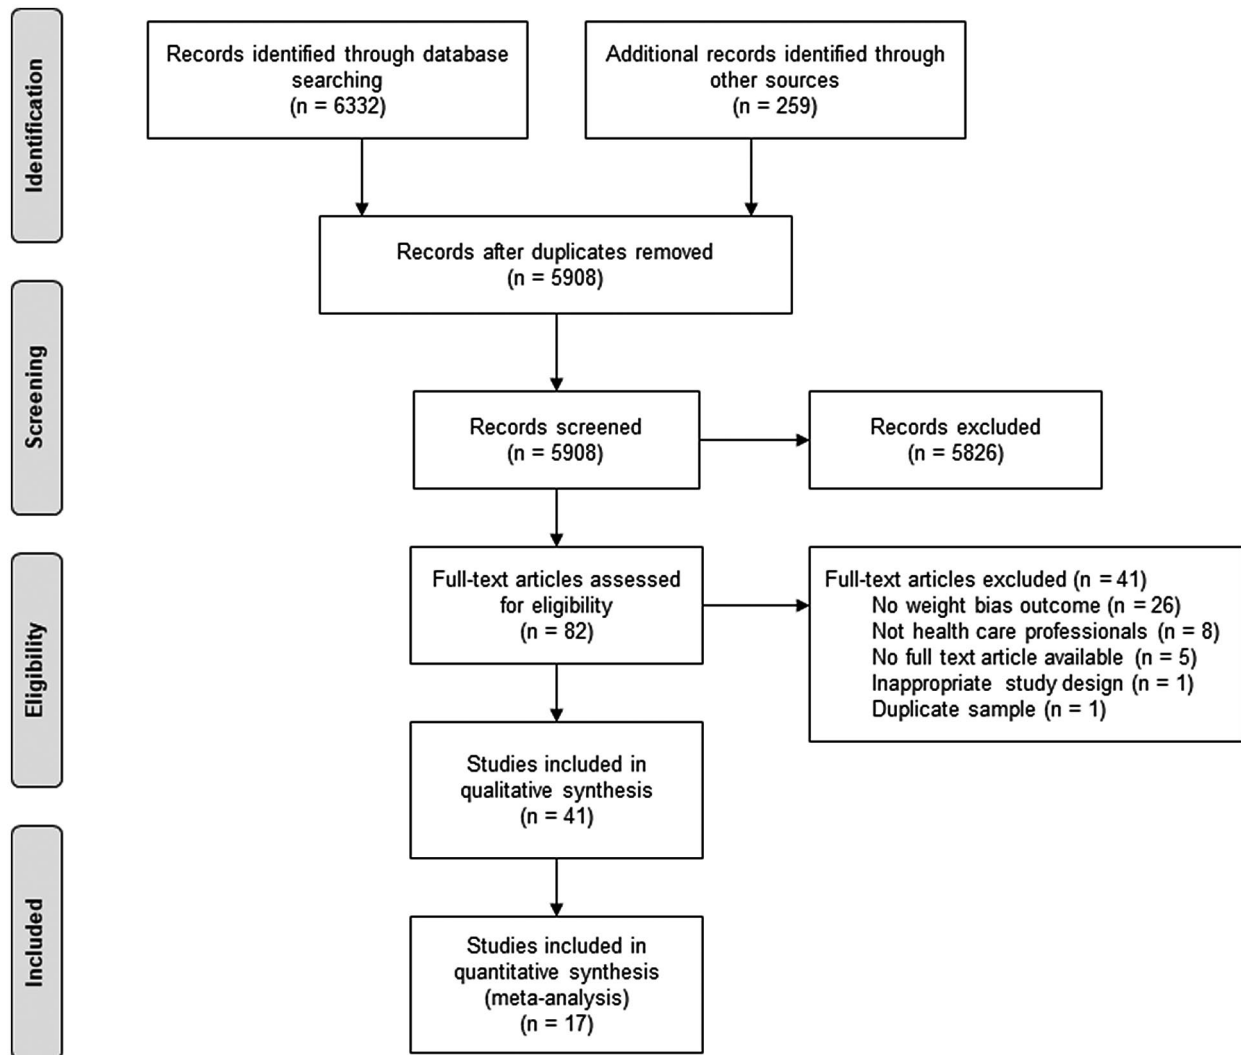 Identification
Records identified through database
searching
(n = 6332)
Additional records identified through
other sources
(n = 259)
Records after duplicates removed
(n = 5908)
Screening
Records screened
(n = 5908)
Records excluded
(n = 5826)
Eligibility
Full-text articles assessed
for eligibility
(n = 82)
Full-text articles excluded (n = 41)
No weight bias outcome (n = 26)
Not health care professionals (n = 8)
No full text article available (n = 5)
Inappropriate study design (n = 1)
Duplicate sample (n = 1)
Studies included in
qualitative synthesis
(n = 41)
Included
Studies included in
quantitative synthesis
(meta-analysis)
(n = 17)